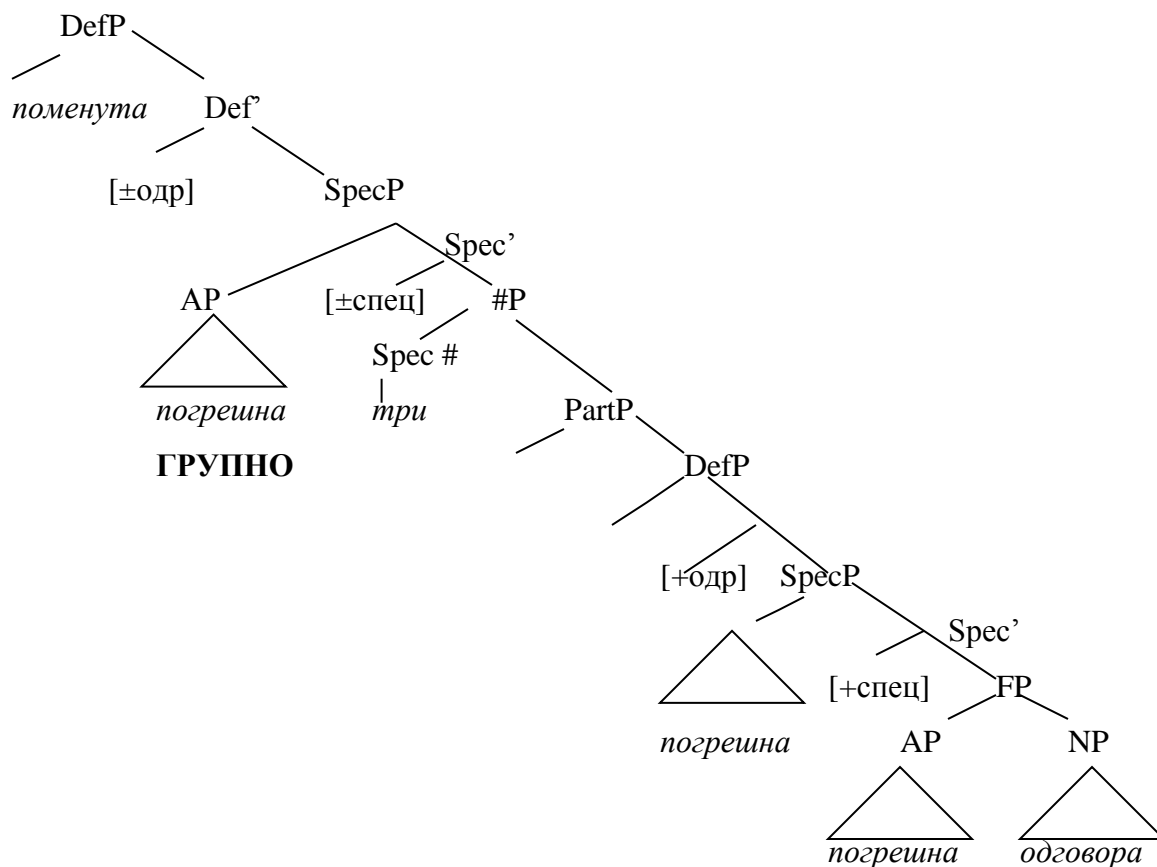 DefP
поменута Def’
[±одр] SpecP
Spec’
AP [±спец] #P
Spec #
погрешна три PartP
ГРУПНО DefP
[+одр] SpecP
Spec’
[+спец] FP
погрешна AP NP
погрешна одговора